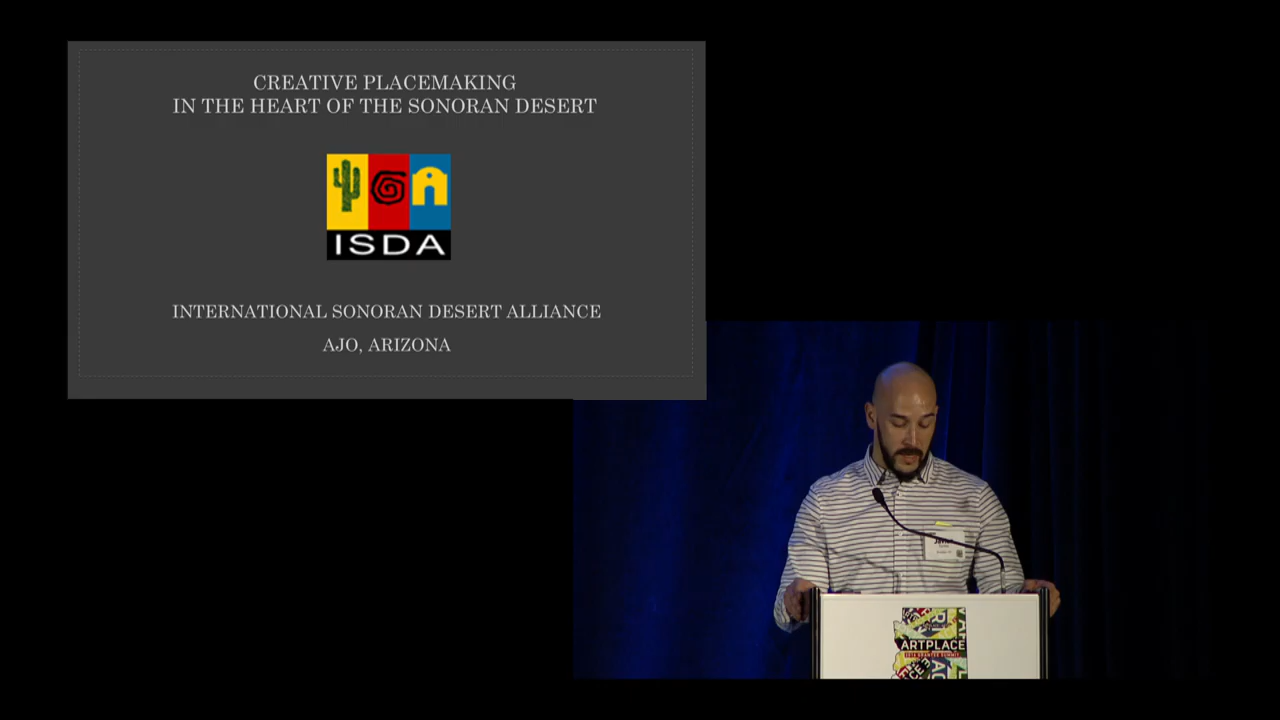 CREATIVE PLACEMAKING
IN THE HEART OF THE SONORAN DESERT
ISDA
INTERNATIONAL SONORAN DESERT ALLIANCE
AJO, ARIZONA
ARTPLACE